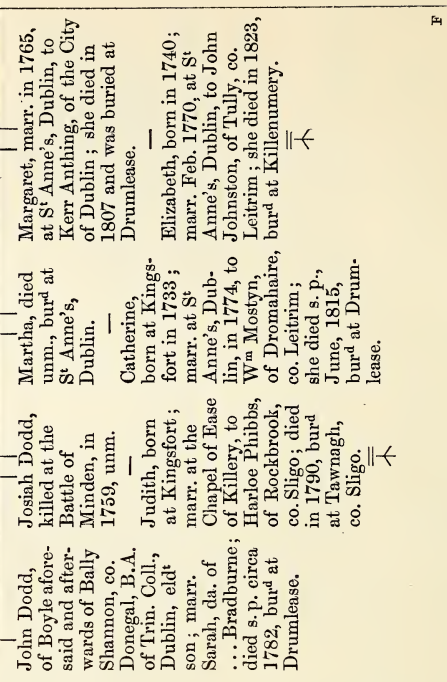 John Dodd,
of Boyle afore-
said and after-
wards of Bally
Shannon, co.
Donegal, B.A.
of Trin. Coll.,
Dublin, eldᵗ
son; marr.
Sarah, da. of
... Bradburne;
died s. p. circa
1782, burᵈ at
Drumlease.
Josiah Dodd,
killed at the
Battle of
Minden, in
1759, unm.
—
Judith, born
at Kingsfort;
marr. at the
Chapel of Ease
of Killery, to
Harloe Phibbs,
of Rockbrook,
co. Sligo; died
in 1790, burᵈ
at Tawnagh,
co. Sligo.
Martha, died
unm., burᵈ at
Sᵗ Anne's,
Dublin.
—
Catherine,
born at Kings-
fort in 1733;
marr. at Sᵗ
Anne's, Dub-
lin, in 1774, to
Wᵐ Mostyn,
of Dromahaire,
co. Leitrim;
she died s. p.,
June, 1815,
burᵈ at Drum-
lease.
Margaret, marr. in 1765,
at Sᵗ Anne's, Dublin, to
Kerr Anthing, of the City
of Dublin; she died in
1807 and was buried at
Drumlease.
—
Elizabeth, born in 1740;
marr. Feb. 1770, at Sᵗ
Anne's, Dublin, to John
Johnston, of Tully, co.
Leitrim; she died in 1823,
burᵈ at Killenumery.
F